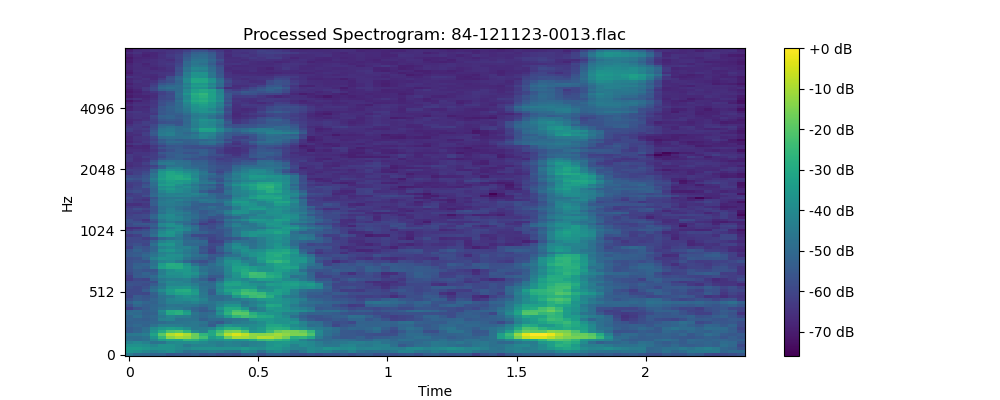 Processed Spectrogram: 84-121123-0013.flac
Hz
4096
2048
1024
512
0
0
0.5
1
1.5
2
Time
+0 dB
-10 dB
-20 dB
-30 dB
-40 dB
-50 dB
-60 dB
-70 dB